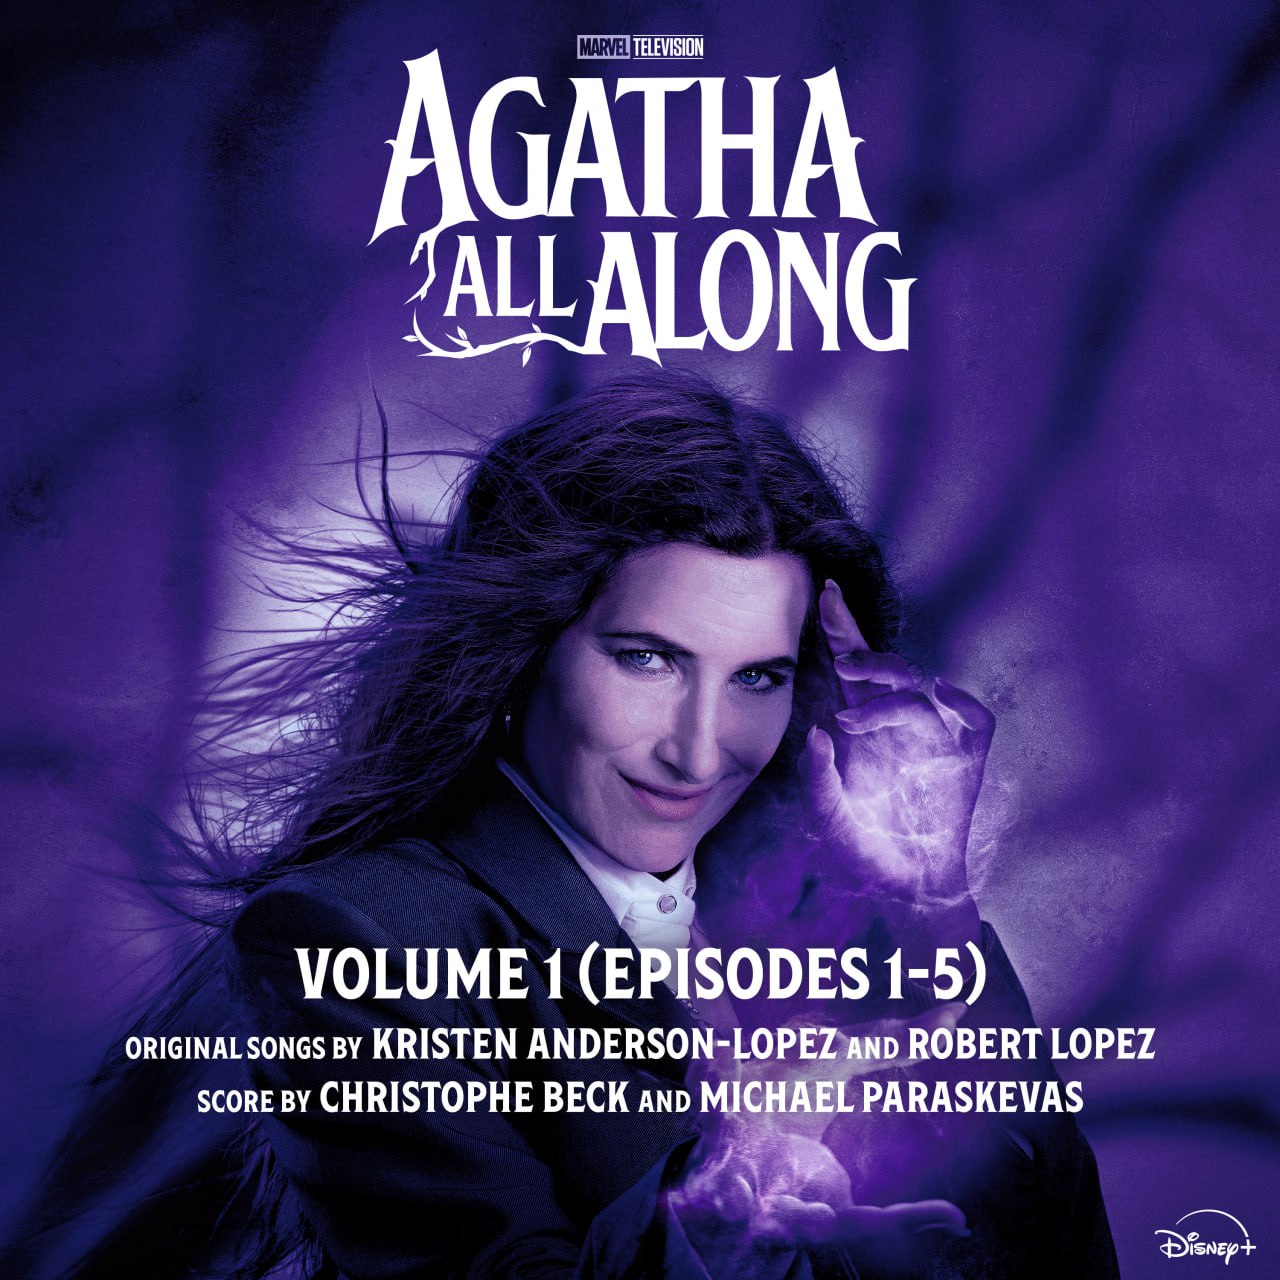 MARVEL TELEVISION
AGATHA
ALL ALONG
VOLUME 1 (EPISODES 1-5)
ORIGINAL SONGS BY KRISTEN ANDERSON-LOPEZ AND ROBERT LOPEZ
SCORE BY CHRISTOPHE BECK AND MICHAEL PARASKEVAS
Disney+